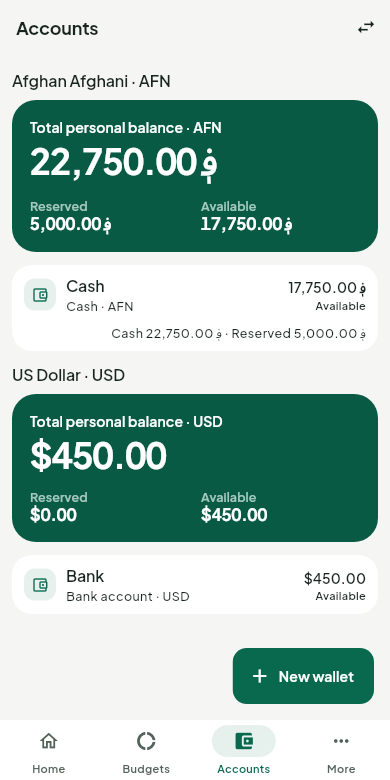 Accounts
Afghan Afghani · AFN
Total personal balance · AFN
22,750.00؋
Reserved
5,000.00؋
Available
17,750.00؋
Cash
17,750.00؋
Cash · AFN
Available
Cash 22,750.00؋ · Reserved 5,000.00؋
US Dollar · USD
Total personal balance · USD
$450.00
Reserved
$0.00
Available
$450.00
Bank
$450.00
Bank account · USD
Available
+ New wallet
Home
Budgets
Accounts
More